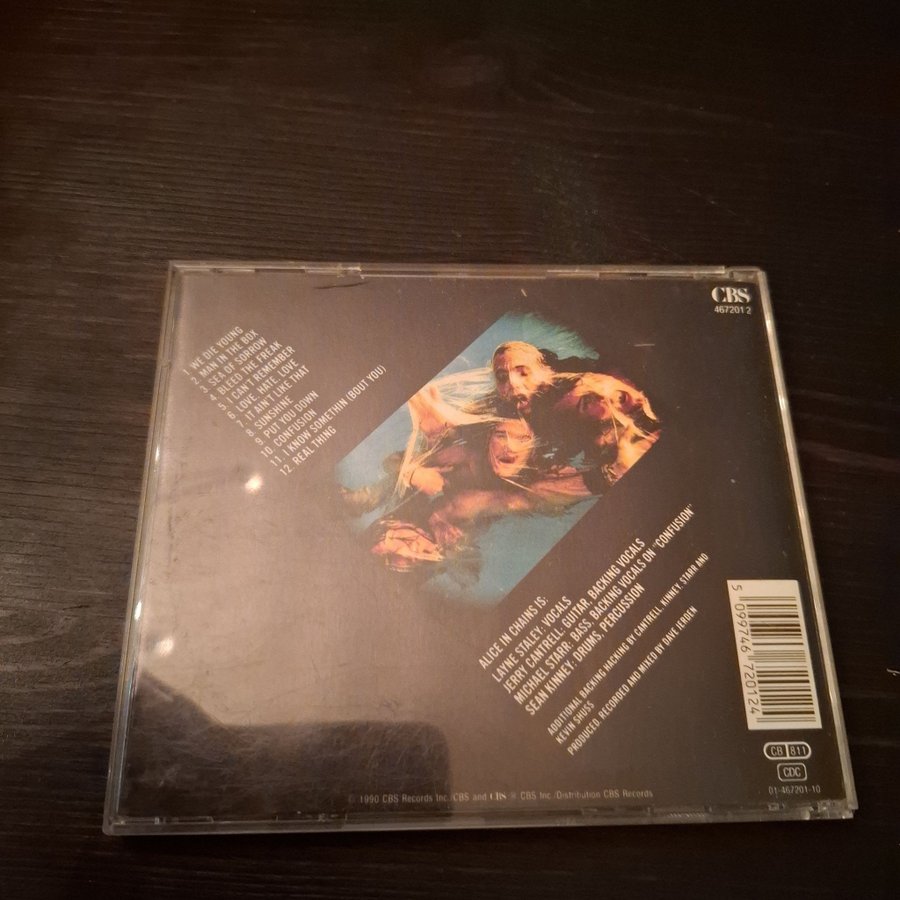 CBS
467201 2
1. WE DIE YOUNG
2. MAN IN THE BOX
3. SEA OF SORROW
4. BLEED THE FREAK
5. I CAN'T REMEMBER
6. LOVE, HATE, LOVE
7. IT AIN'T LIKE THAT
8. SUNSHINE
9. PUT YOU DOWN
10. CONFUSION
11. I KNOW SOMETHIN (BOUT YOU)
12. REAL THING
ALICE IN CHAINS IS:
LAYNE STALEY: VOCALS
JERRY CANTRELL: GUITAR, BACKING VOCALS
MICHAEL STARR: BASS, BACKING VOCALS ON "CONFUSION"
SEAN KINNEY: DRUMS, PERCUSSION
ADDITIONAL BACKING HACKING BY CANTRELL, KINNEY, STARR AND
KEVIN SHUSS
PRODUCED, RECORDED AND MIXED BY DAVE JERDEN
5 099746 720124
CB 811
CDC
01-467201-10
© 1990 CBS Records Inc./CBS and CBS ® CBS Inc./Distribution CBS Records